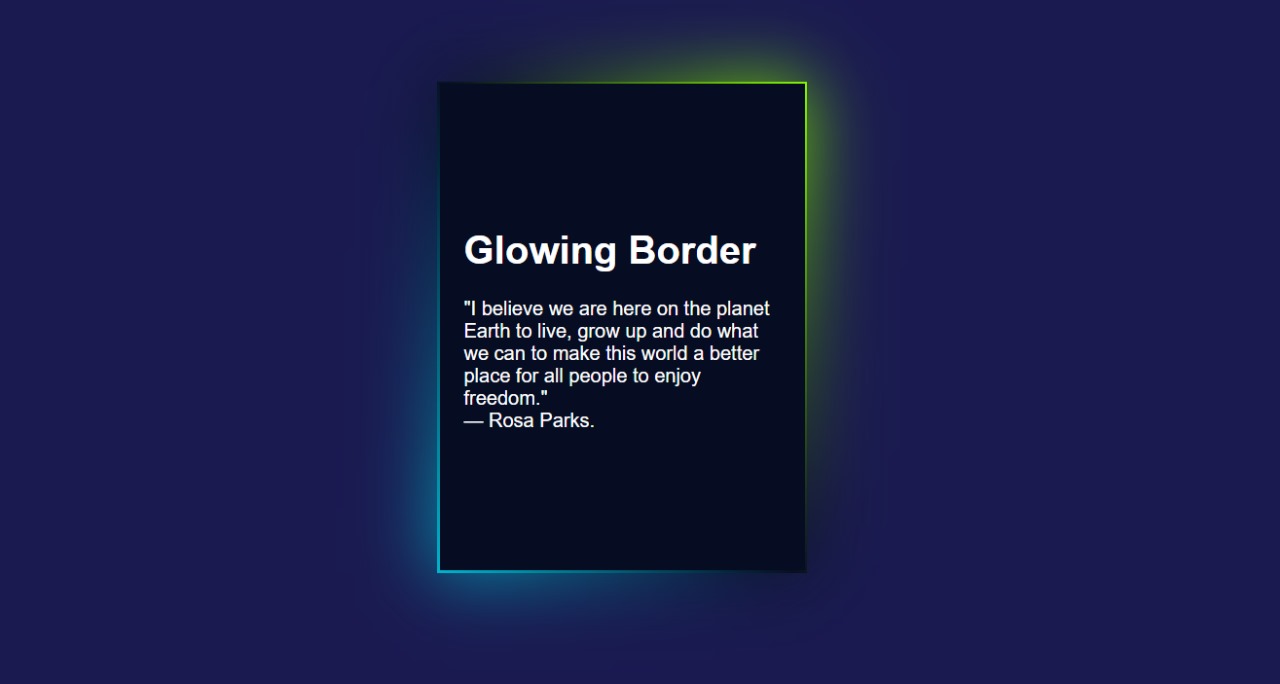 Glowing Border
"I believe we are here on the planet
Earth to live, grow up and do what
we can to make this world a better
place for all people to enjoy
freedom."
— Rosa Parks.